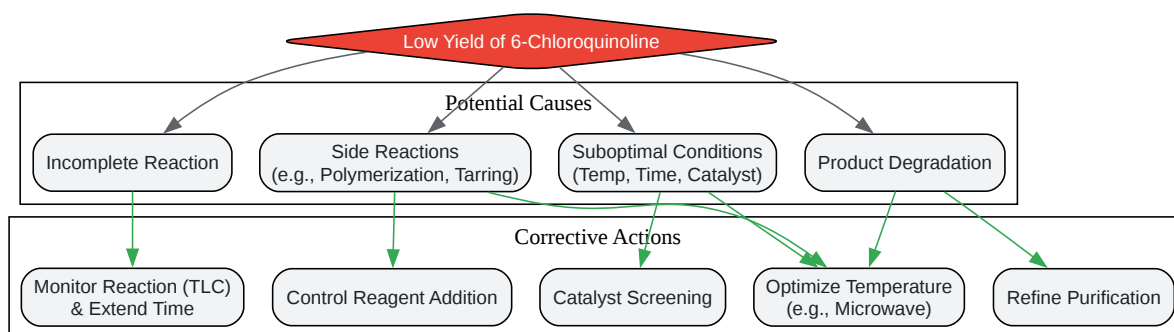 Low Yield of 6-Chloroquinoline
Potential Causes
Incomplete Reaction
Side Reactions
(e.g., Polymerization, Tarring)
Suboptimal Conditions
(Temp, Time, Catalyst)
Product Degradation
Corrective Actions
Monitor Reaction (TLC)
& Extend Time
Control Reagent Addition
Catalyst Screening
Optimize Temperature
(e.g., Microwave)
Refine Purification